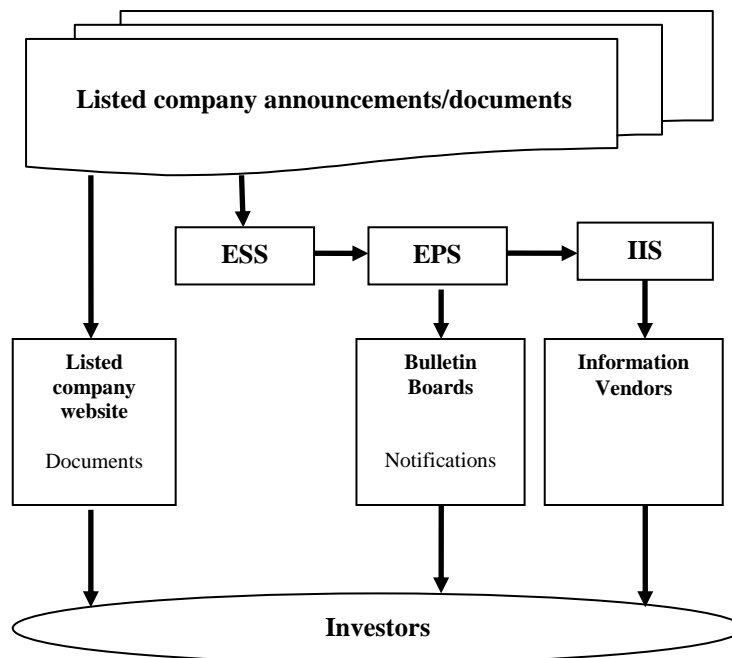 Listed company announcements/documents
ESS
EPS
IIS
Listed
company
website
Documents
Bulletin
Boards
Notifications
Information
Vendors
Investors